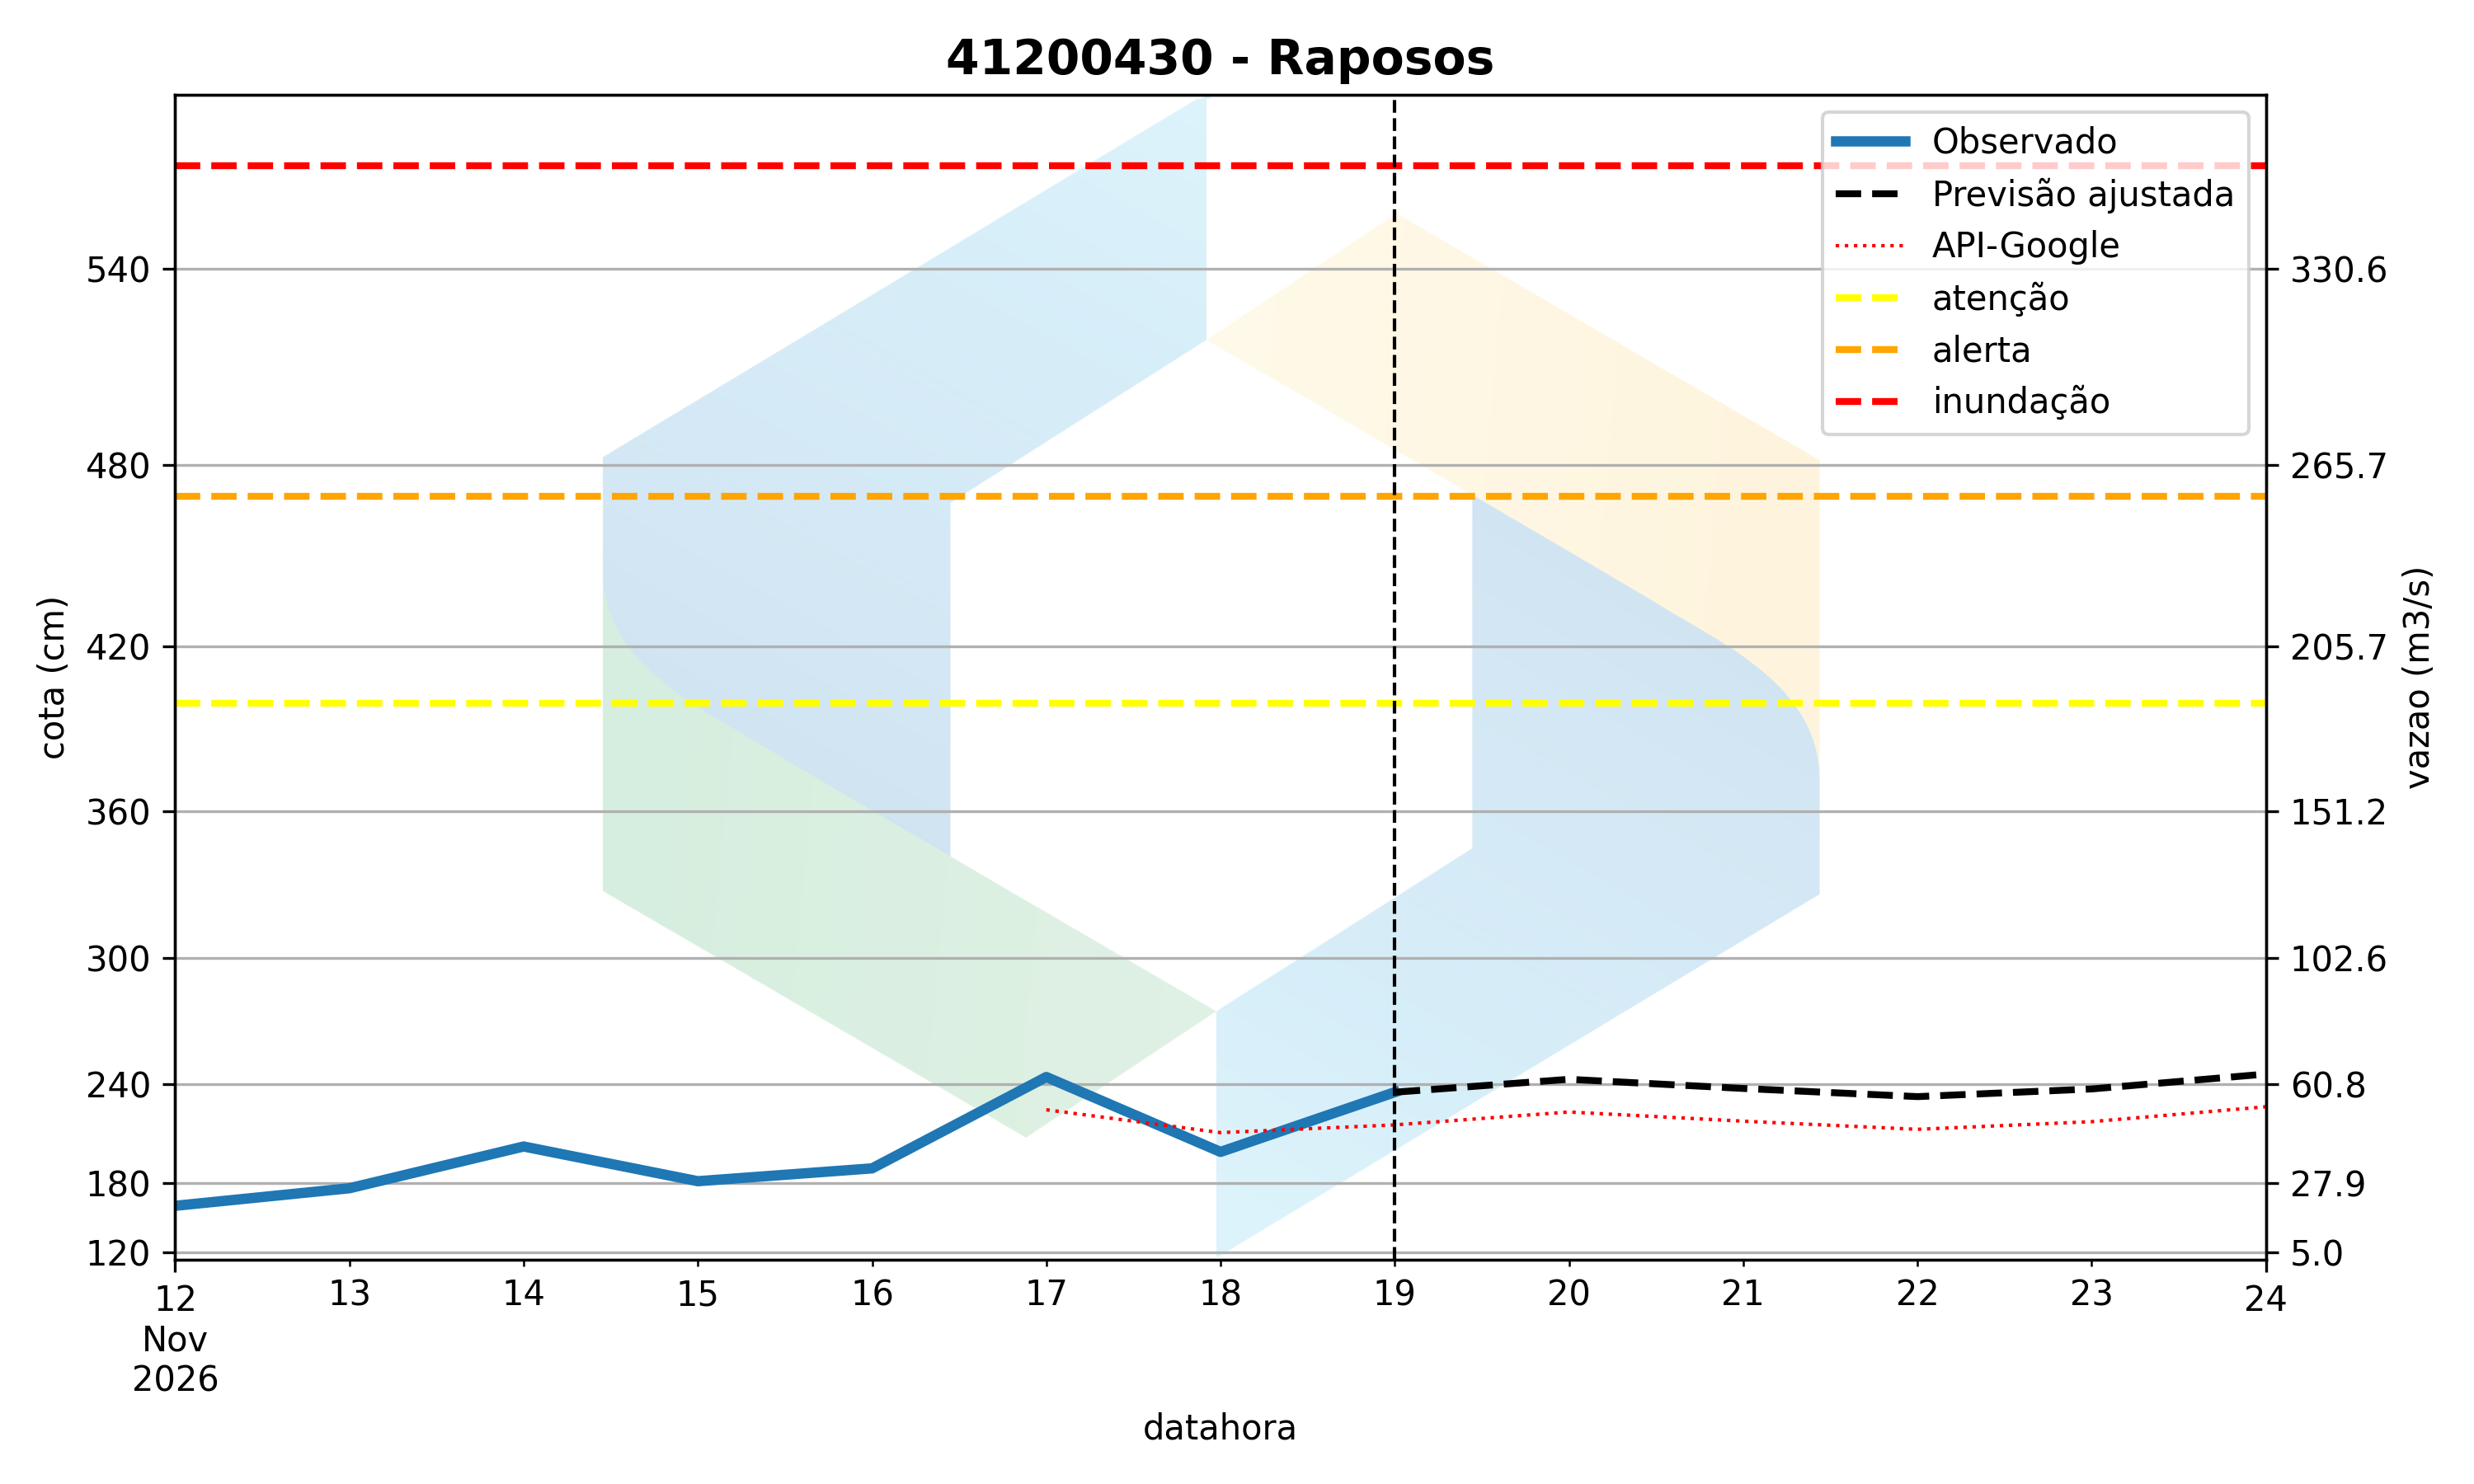 41200430 - Raposos
Observado
Previsão ajustada
API-Google
atenção
alerta
inundação
cota (cm)
540
480
420
360
300
240
180
120
330.6
265.7
205.7
151.2
102.6
60.8
27.9
5.0
vazao (m3/s)
12
Nov
2026
13
14
15
16
17
18
19
20
21
22
23
24
datahora